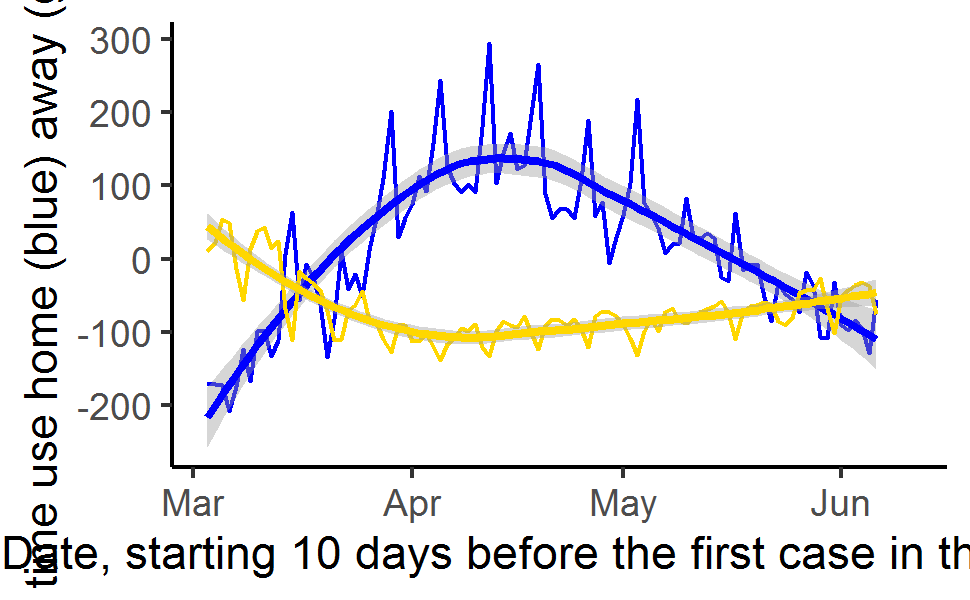 time use home (blue) away (
300
200
100
0
-100
-200
Mar Apr May Jun
Date, starting 10 days before the first case in th